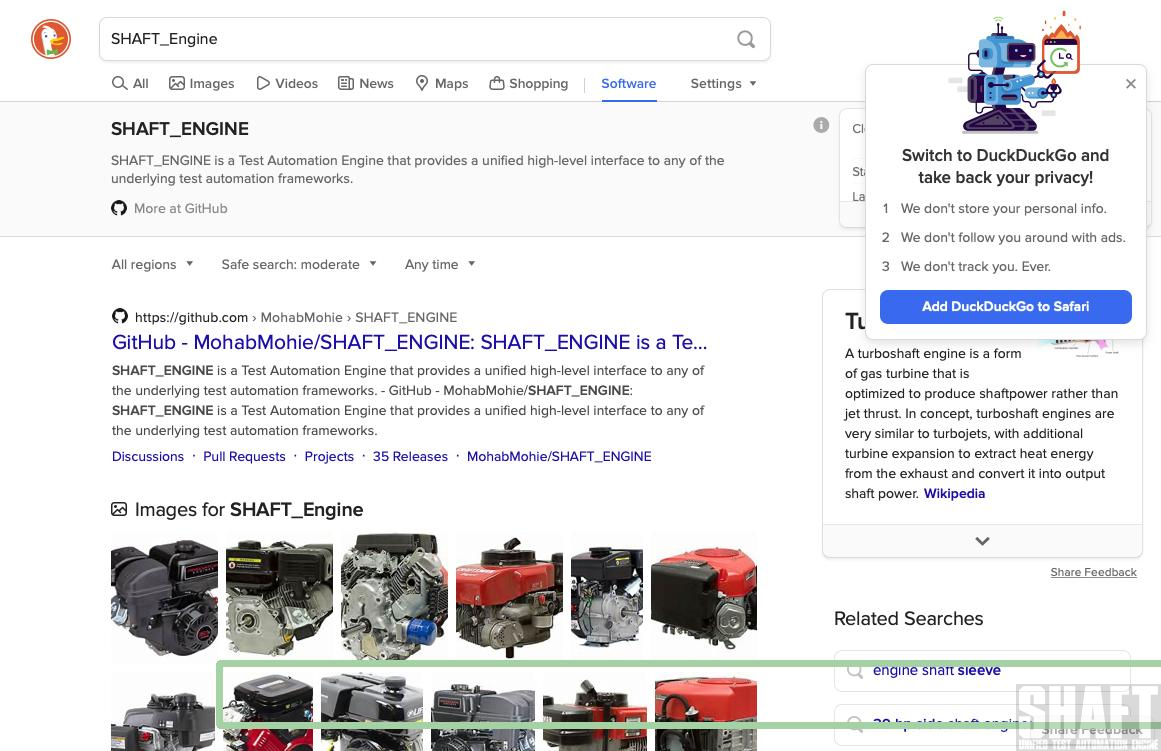 SHAFT_Engine
All
Images
Videos
News
Maps
Shopping
Software
Settings
SHAFT_ENGINE
SHAFT_ENGINE is a Test Automation Engine that provides a unified high-level interface to any of the
underlying test automation frameworks.
More at GitHub
Switch to DuckDuckGo and
take back your privacy!
1 We don't store your personal info.
2 We don't follow you around with ads.
3 We don't track you. Ever.
Add DuckDuckGo to Safari
All regions
Safe search: moderate
Any time
https://github.com › MohabMohie › SHAFT_ENGINE
GitHub - MohabMohie/SHAFT_ENGINE: SHAFT_ENGINE is a Te...
SHAFT_ENGINE is a Test Automation Engine that provides a unified high-level interface to any of
the underlying test automation frameworks. - GitHub - MohabMohie/SHAFT_ENGINE:
SHAFT_ENGINE is a Test Automation Engine that provides a unified high-level interface to any of
the underlying test automation frameworks.
Discussions · Pull Requests · Projects · 35 Releases · MohabMohie/SHAFT_ENGINE
A turboshaft engine is a form
of gas turbine that is
optimized to produce shaftpower rather than
jet thrust. In concept, turboshaft engines are
very similar to turbojets, with additional
turbine expansion to extract heat energy
from the exhaust and convert it into output
shaft power. Wikipedia
Share Feedback
Images for SHAFT_Engine
Related Searches
engine shaft sleeve
SHAFT
Share Feedback